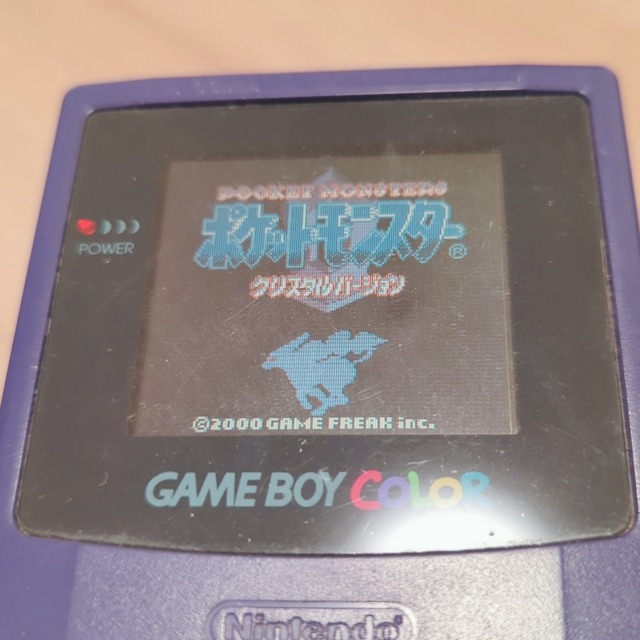 POCKET MONSTERS
ポケットモンスター®
クリスタルバージョン
POWER
©2000 GAME FREAK inc.
GAME BOY COLOR
Nintendo